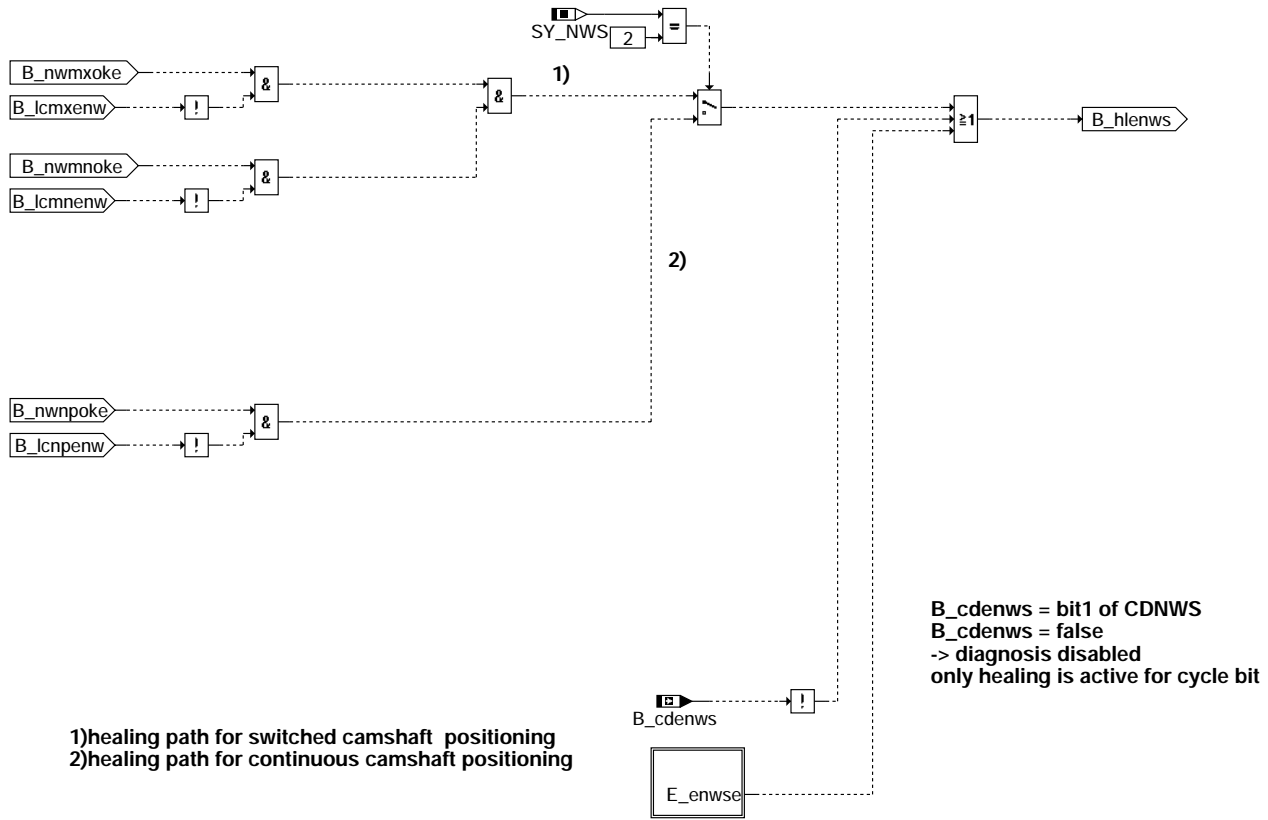 SY_NWS
2
=
B_nwmxoke
&
B_lcmxenw
!
&
1)
≥1
B_hlenws
B_nwmnoke
&
B_lcmnenw
!
2)
B_nwnpoke
&
B_lcnpenw
!
B_cdenws = bit1 of CDNWS
B_cdenws = false
-> diagnosis disabled
only healing is active for cycle bit
!
B_cdenws
1)healing path for switched camshaft positioning
2)healing path for continuous camshaft positioning
E_enwse